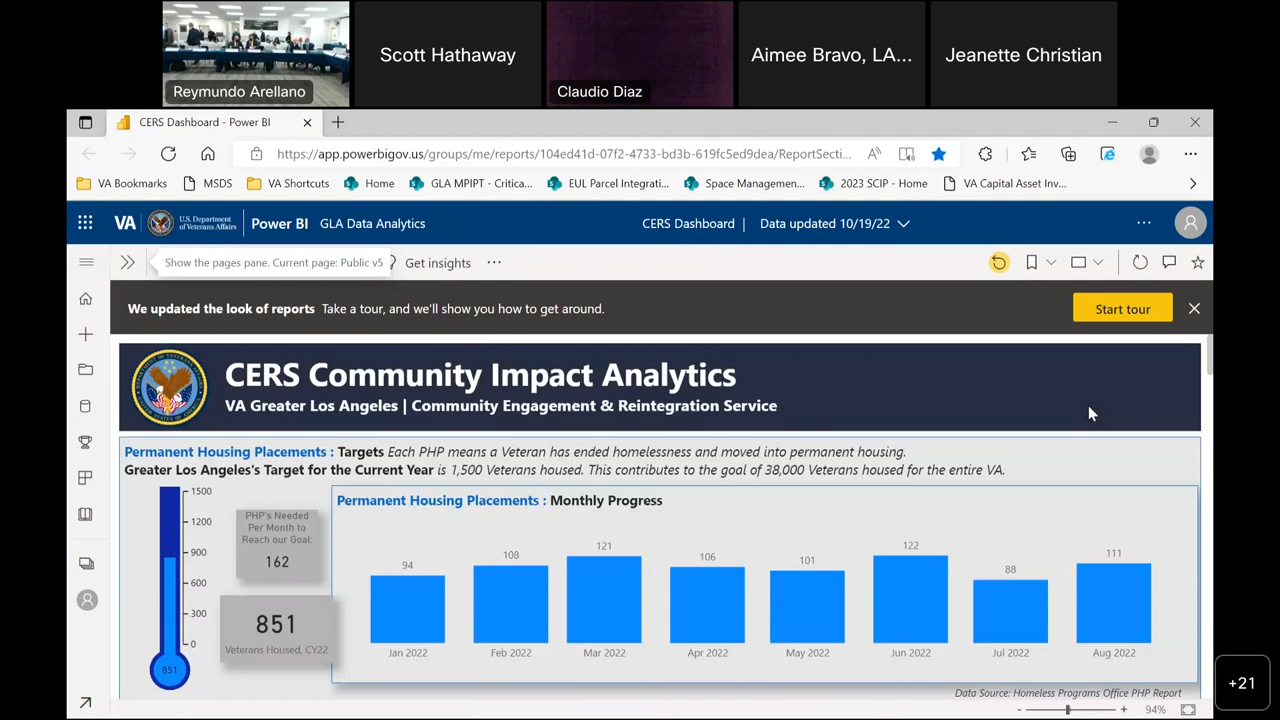 Reymundo Arellano
Scott Hathaway
Claudio Diaz
Aimee Bravo, LA...
Jeanette Christian
CERS Dashboard - Power BI
https://app.powerbigov.us/groups/me/reports/104ed41d-07f2-4733-bd3b-619fc5ed9dea/ReportSecti...
VA Bookmarks
MSDS
VA Shortcuts
Home
GLA MPIPT - Critica...
EUL Parcel Integrati...
Space Managemen...
2023 SCIP - Home
VA Capital Asset Inv...
VA
U.S. Department
of Veterans Affairs
Power BI
GLA Data Analytics
CERS Dashboard
Data updated 10/19/22
Show the pages pane. Current page: Public v5
Get insights
We updated the look of reports Take a tour, and we'll show you how to get around.
Start tour
CERS Community Impact Analytics
VA Greater Los Angeles | Community Engagement & Reintegration Service
Permanent Housing Placements : Targets Each PHP means a Veteran has ended homelessness and moved into permanent housing.
Greater Los Angeles's Target for the Current Year is 1,500 Veterans housed. This contributes to the goal of 38,000 Veterans housed for the entire VA.
1500
1200
900
600
300
0
851
PHP's Needed
Per Month to
Reach our Goal:
162
851
Veterans Housed, CY22
Permanent Housing Placements : Monthly Progress
94
108
121
106
101
122
88
111
Jan 2022
Feb 2022
Mar 2022
Apr 2022
May 2022
Jun 2022
Jul 2022
Aug 2022
Data Source: Homeless Programs Office PHP Report
- + 94%
+21